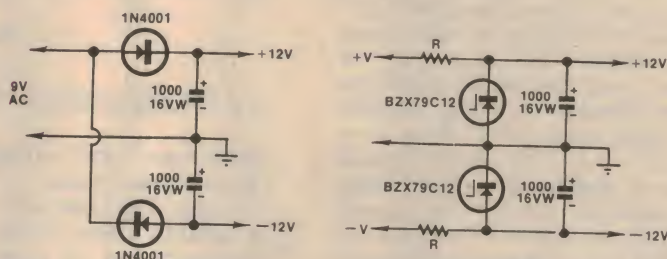 1N4001
+12V
9V
AC
1000
16VW
+
-
1000
16VW
+
-
-12V
1N4001
+V
R
+12V
BZX79C12
1000
16VW
+
-
BZX79C12
1000
16VW
+
-
-V
R
-12V